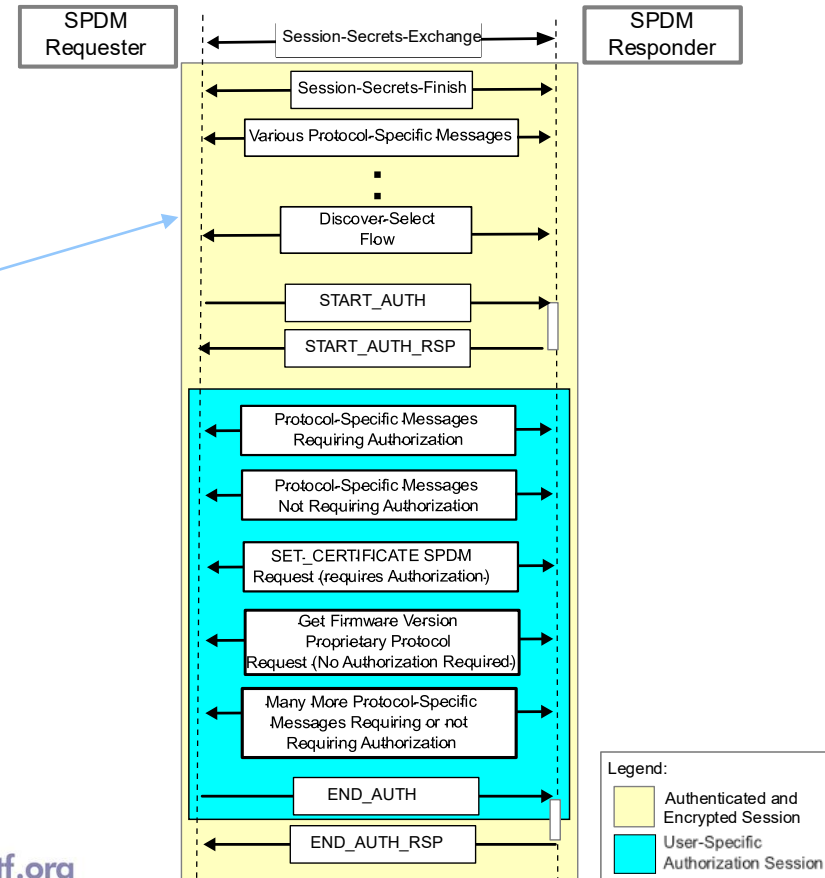 SPDM
Requester
SPDM
Responder
Session-Secrets-Exchange
Session-Secrets-Finish
Various Protocol-Specific Messages
Discover-Select
Flow
START_AUTH
START_AUTH_RSP
Protocol-Specific Messages
Requiring Authorization
Protocol-Specific Messages
Not Requiring Authorization
SET_CERTIFICATE SPDM
Request (requires Authorization)
Get Firmware Version
Proprietary Protocol
Request (No Authorization Required)
Many More Protocol-Specific
Messages Requiring or not
Requiring Authorization
END_AUTH
END_AUTH_RSP
Legend:
Authenticated and
Encrypted Session
User-Specific
Authorization Session
tf.org